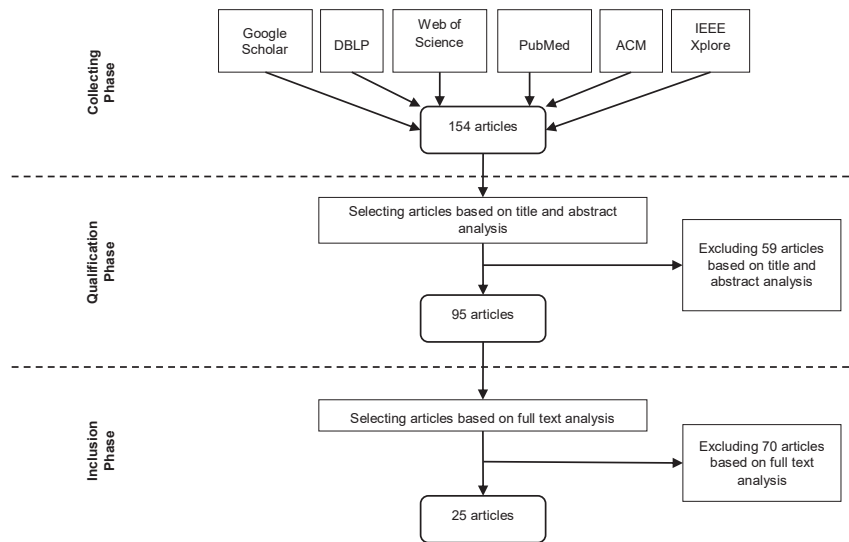 Collecting
Phase
Google
Scholar
DBLP
Web of
Science
PubMed
ACM
IEEE
Xplore
154 articles
Qualification
Phase
Selecting articles based on title and abstract
analysis
Excluding 59 articles
based on title and
abstract analysis
95 articles
Inclusion
Phase
Selecting articles based on full text analysis
Excluding 70 articles
based on full text
analysis
25 articles